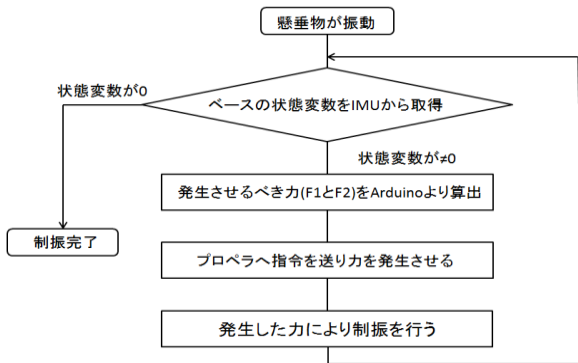 懸垂物が振動
状態変数が0
ベースの状態変数をIMUから取得
状態変数が≠0
発生させるべき力(F1とF2)をArduinoより算出
制振完了
プロペラへ指令を送り力を発生させる
発生した力により制振を行う